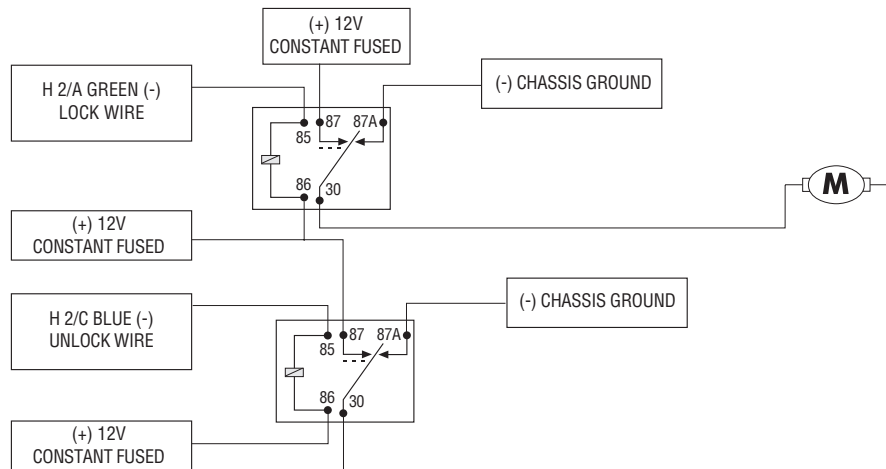 (+) 12V
CONSTANT FUSED
H 2/A GREEN (-)
LOCK WIRE
(-) CHASSIS GROUND
87
87A
85
86
30
M
(+) 12V
CONSTANT FUSED
(-) CHASSIS GROUND
H 2/C BLUE (-)
UNLOCK WIRE
87
87A
85
86
30
(+) 12V
CONSTANT FUSED